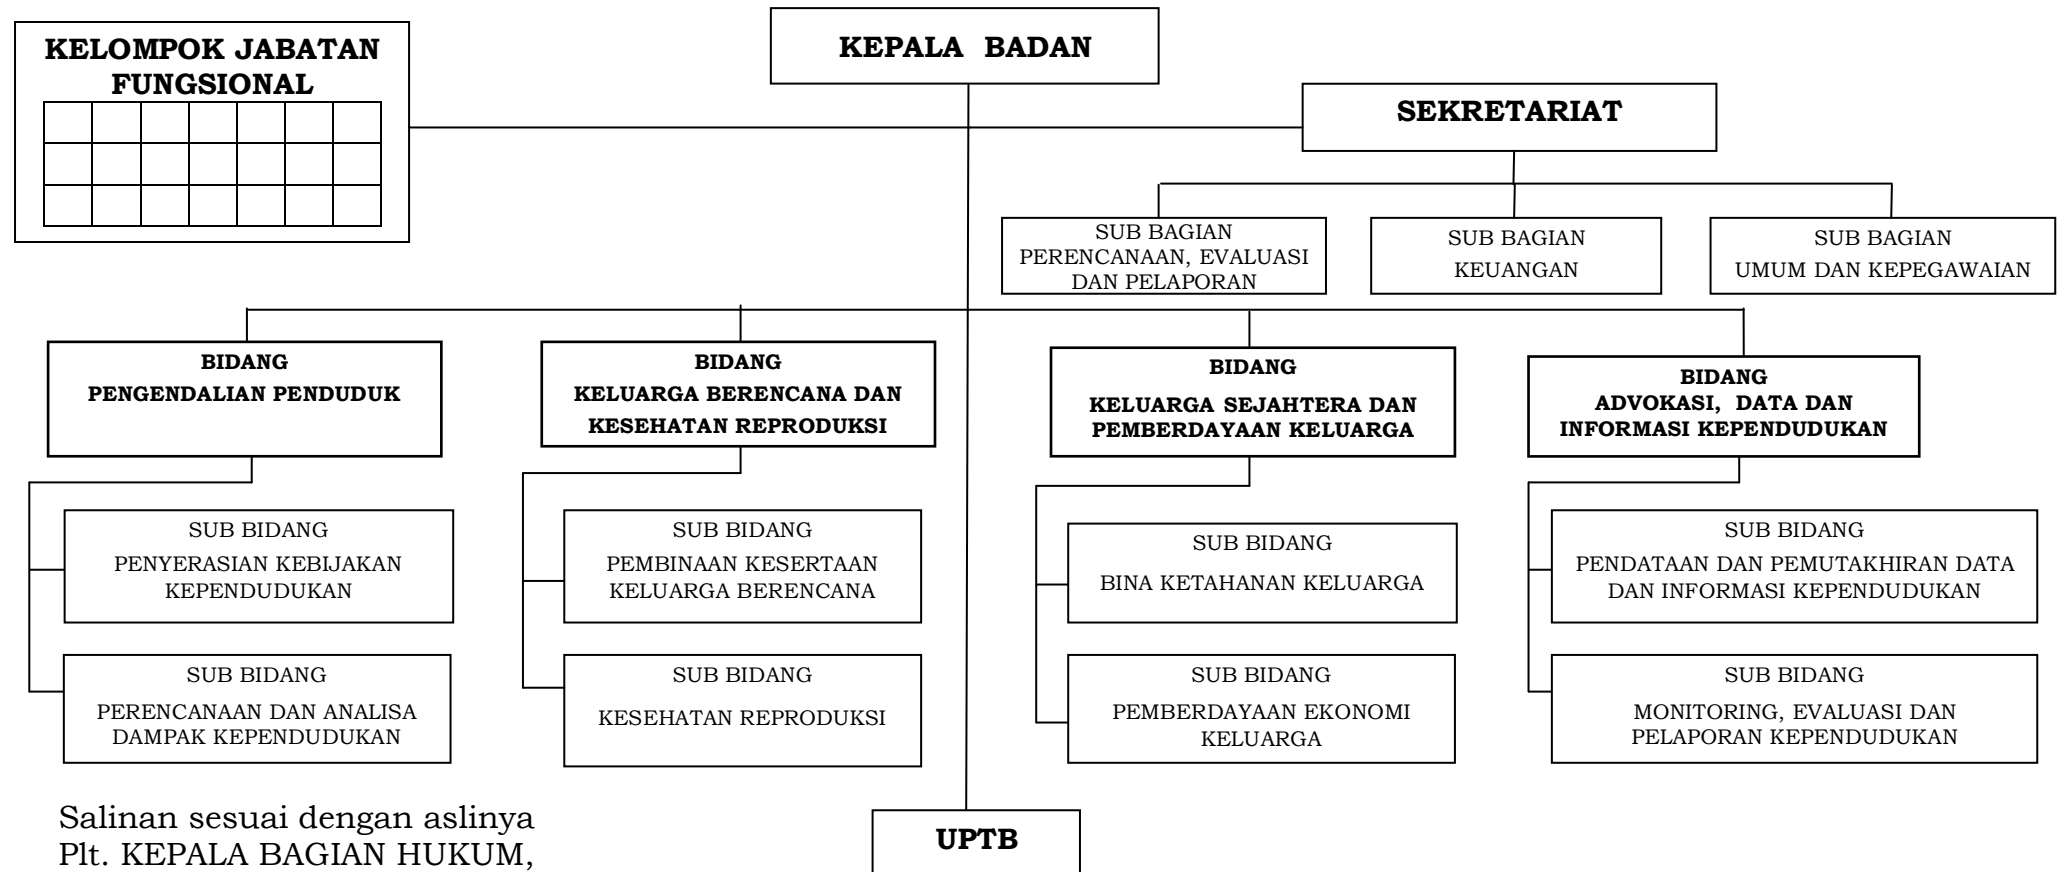 KELOMPOK JABATAN
FUNGSIONAL
KEPALA BADAN
SEKRETARIAT
SUB BAGIAN
PERENCANAAN, EVALUASI
DAN PELAPORAN
SUB BAGIAN
KEUANGAN
SUB BAGIAN
UMUM DAN KEPEGAWAIAN
BIDANG
PENGENDALIAN PENDUDUK
BIDANG
KELUARGA BERENCANA DAN
KESEHATAN REPRODUKSI
BIDANG
KELUARGA SEJAHTERA DAN
PEMBERDAYAAN KELUARGA
BIDANG
ADVOKASI, DATA DAN
INFORMASI KEPENDUDUKAN
SUB BIDANG
PENYERASIAN KEBIJAKAN
KEPENDUDUKAN
SUB BIDANG
PEMBINAAN KESERTAAN
KELUARGA BERENCANA
SUB BIDANG
BINA KETAHANAN KELUARGA
SUB BIDANG
PENDATAAN DAN PEMUTAKHIRAN DATA
DAN INFORMASI KEPENDUDUKAN
SUB BIDANG
PERENCANAAN DAN ANALISA
DAMPAK KEPENDUDUKAN
SUB BIDANG
KESEHATAN REPRODUKSI
SUB BIDANG
PEMBERDAYAAN EKONOMI
KELUARGA
SUB BIDANG
MONITORING, EVALUASI DAN
PELAPORAN KEPENDUDUKAN
Salinan sesuai dengan aslinya
Plt. KEPALA BAGIAN HUKUM,
UPTB